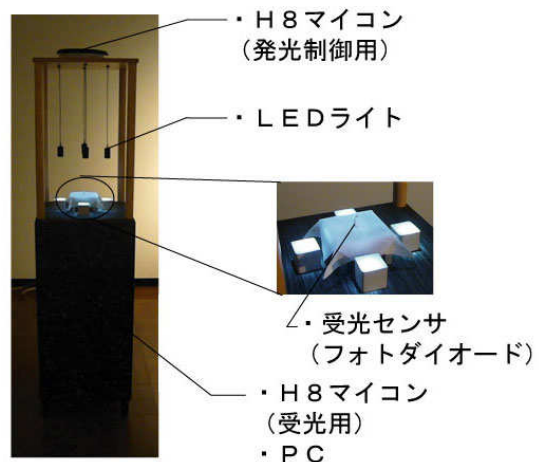 ・H8マイコン
(発光制御用)
・LEDライト
・受光センサ
(フォトダイオード)
・H8マイコン
(受光用)
・PC